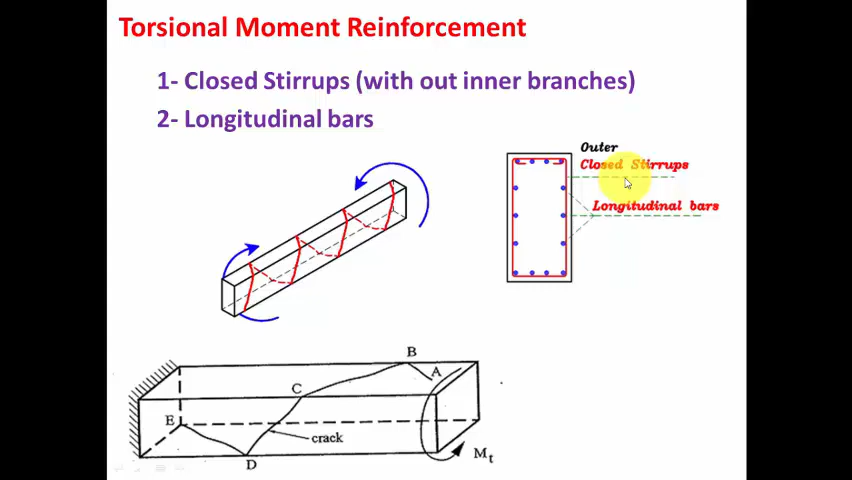 Torsional Moment Reinforcement
1- Closed Stirrups (with out inner branches)
2- Longitudinal bars
Outer
Closed Stirrups
Longitudinal bars
B
A
C
E
crack
D
Mt